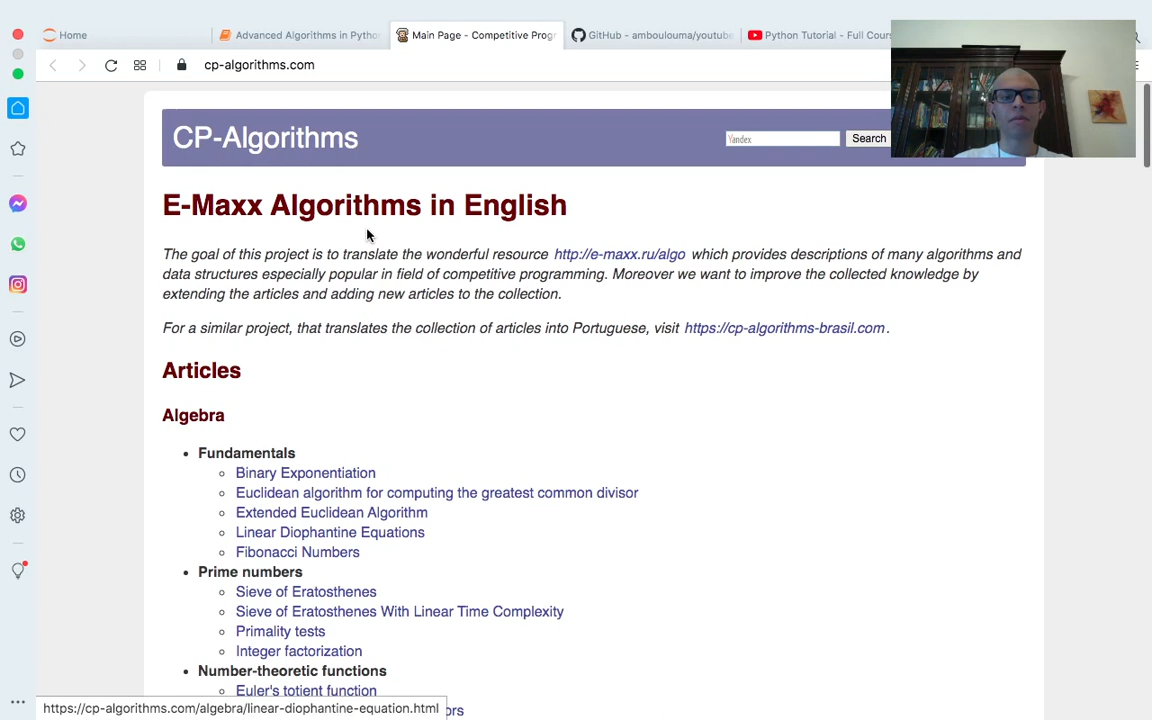 Home
Advanced Algorithms in Pytho
Main Page - Competitive Prog
GitHub - amboulouma/youtube
Python Tutorial - Full Cours
cp-algorithms.com
CP-Algorithms
Yandex
Search
E-Maxx Algorithms in English
The goal of this project is to translate the wonderful resource http://e-maxx.ru/algo which provides descriptions of many algorithms and
data structures especially popular in field of competitive programming. Moreover we want to improve the collected knowledge by
extending the articles and adding new articles to the collection.
For a similar project, that translates the collection of articles into Portuguese, visit https://cp-algorithms-brasil.com.
Articles
Algebra
Fundamentals
Binary Exponentiation
Euclidean algorithm for computing the greatest common divisor
Extended Euclidean Algorithm
Linear Diophantine Equations
Fibonacci Numbers
Prime numbers
Sieve of Eratosthenes
Sieve of Eratosthenes With Linear Time Complexity
Primality tests
Integer factorization
Number-theoretic functions
Euler's totient function
https://cp-algorithms.com/algebra/linear-diophantine-equation.html
ors